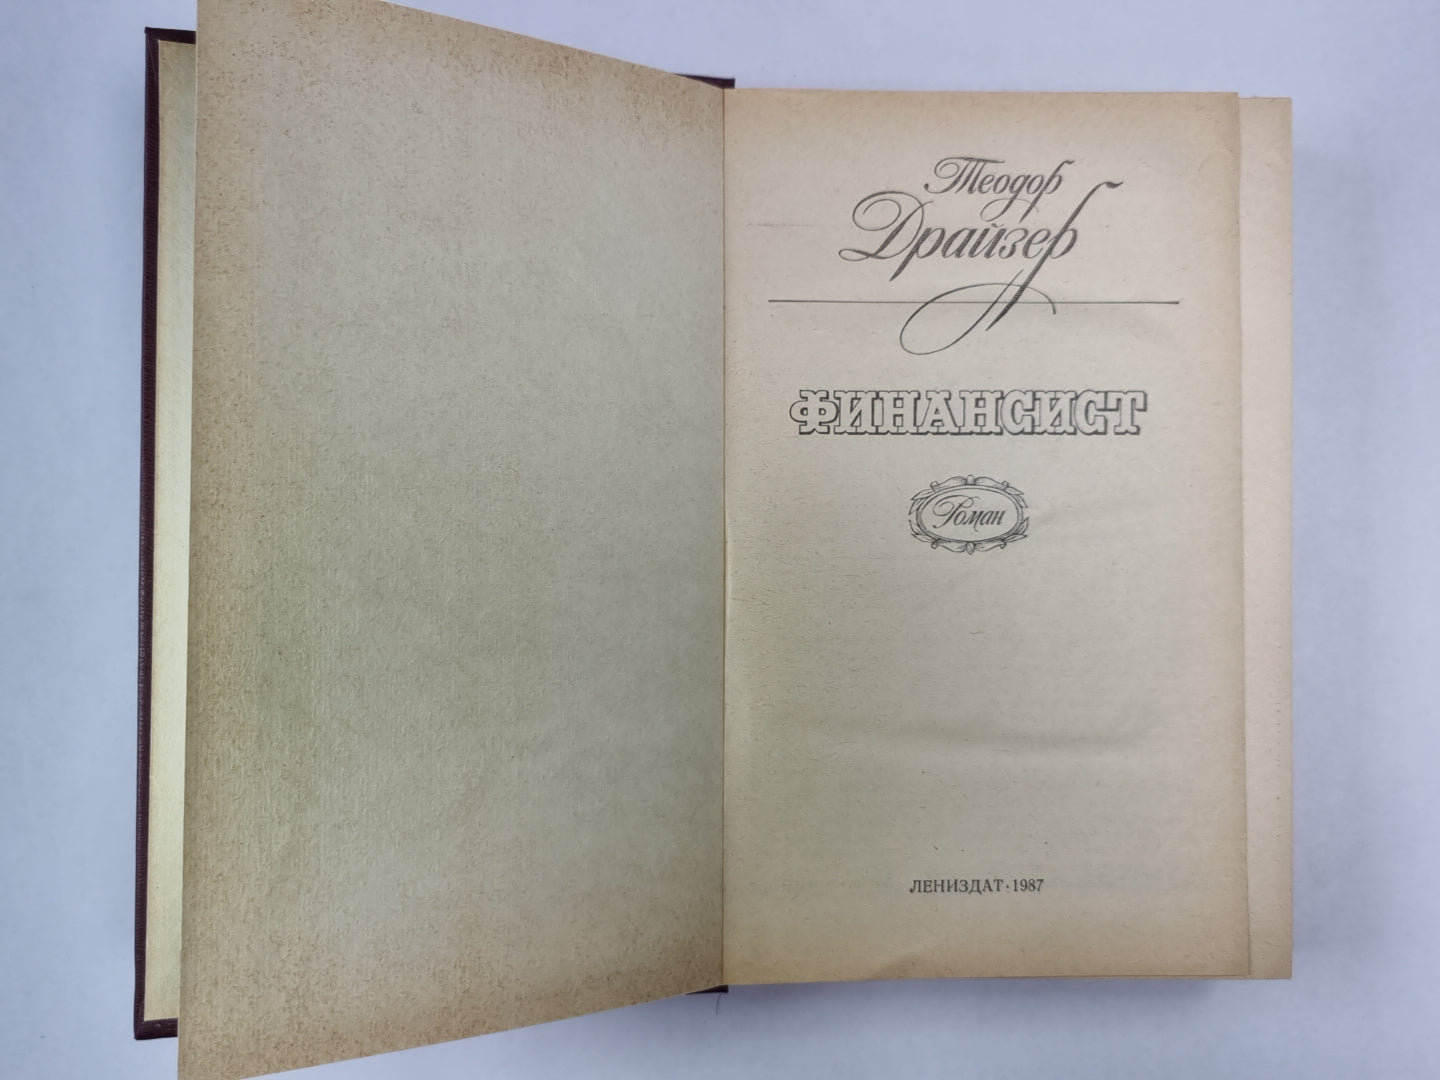 Теодор
Драйзер
ФИНАНСИСТ
Роман
ЛЕНИЗДАТ·1987